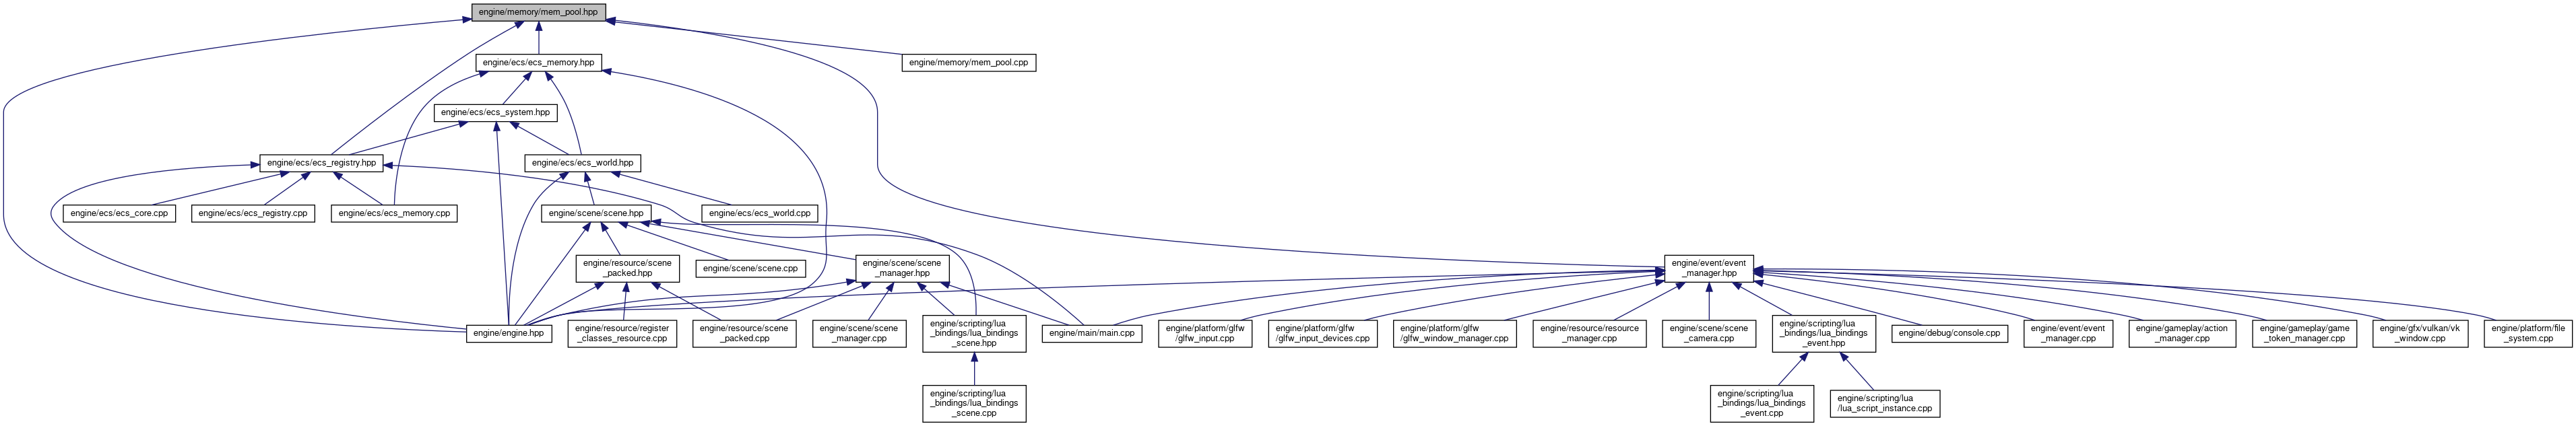 engine/memory/mem_pool.hpp
engine/ecs/ecs_memory.hpp
engine/memory/mem_pool.cpp
engine/ecs/ecs_system.hpp
engine/ecs/ecs_registry.hpp
engine/ecs/ecs_world.hpp
engine/ecs/ecs_core.cpp
engine/ecs/ecs_registry.cpp
engine/ecs/ecs_memory.cpp
engine/scene/scene.hpp
engine/ecs/ecs_world.cpp
engine/resource/scene
_packed.hpp
engine/scene/scene.cpp
engine/scene/scene
_manager.hpp
engine/event/event
_manager.hpp
engine/engine.hpp
engine/resource/register
_classes_resource.cpp
engine/resource/scene
_packed.cpp
engine/scene/scene
_manager.cpp
engine/scripting/lua
_bindings/lua_bindings
_scene.hpp
engine/main/main.cpp
engine/platform/glfw
/glfw_input.cpp
engine/platform/glfw
/glfw_input_devices.cpp
engine/platform/glfw
/glfw_window_manager.cpp
engine/resource/resource
_manager.cpp
engine/scene/scene
_camera.cpp
engine/scripting/lua
_bindings/lua_bindings
_event.hpp
engine/debug/console.cpp
engine/event/event
_manager.cpp
engine/gameplay/action
_manager.cpp
engine/gameplay/game
_token_manager.cpp
engine/gfx/vulkan/vk
_window.cpp
engine/platform/file
_system.cpp
engine/scripting/lua
_bindings/lua_bindings
_scene.cpp
engine/scripting/lua
_bindings/lua_bindings
_event.cpp
engine/scripting/lua
/lua_script_instance.cpp